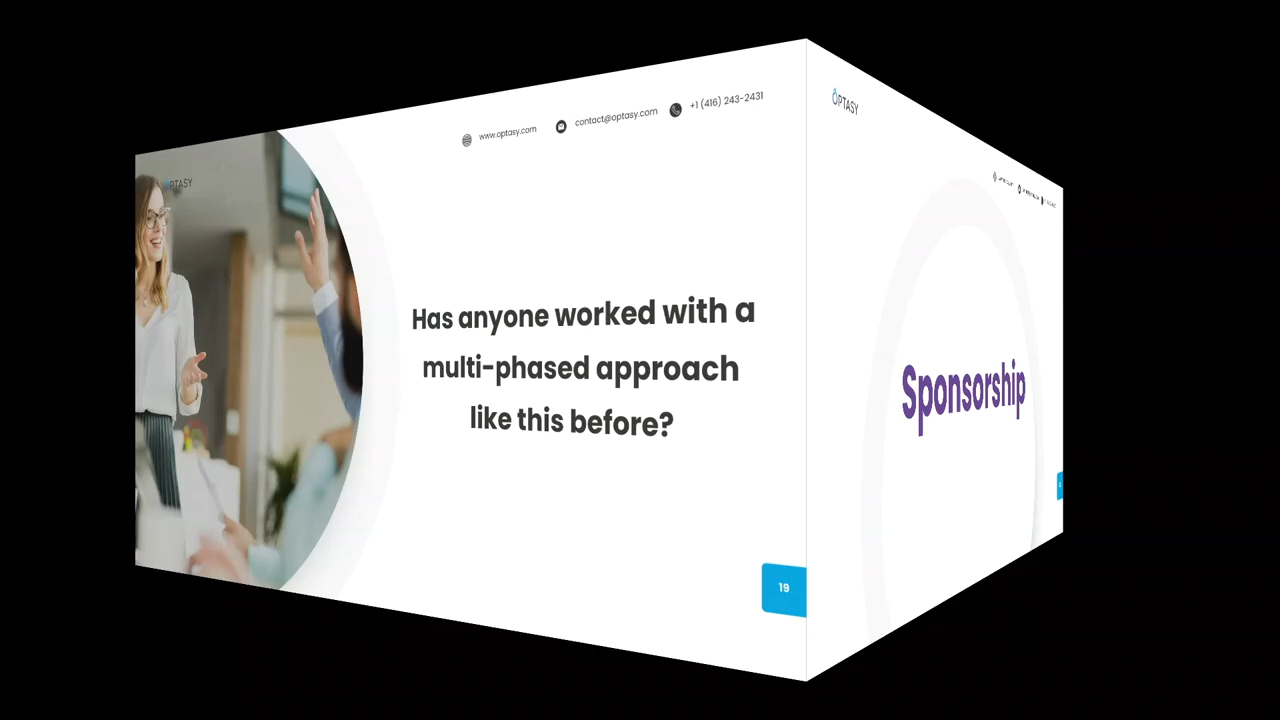 OPTASY
www.optasy.com
contact@optasy.com
+1 (416) 243-2431
Has anyone worked with a
multi-phased approach
like this before?
19
OPTASY
Sponsorship